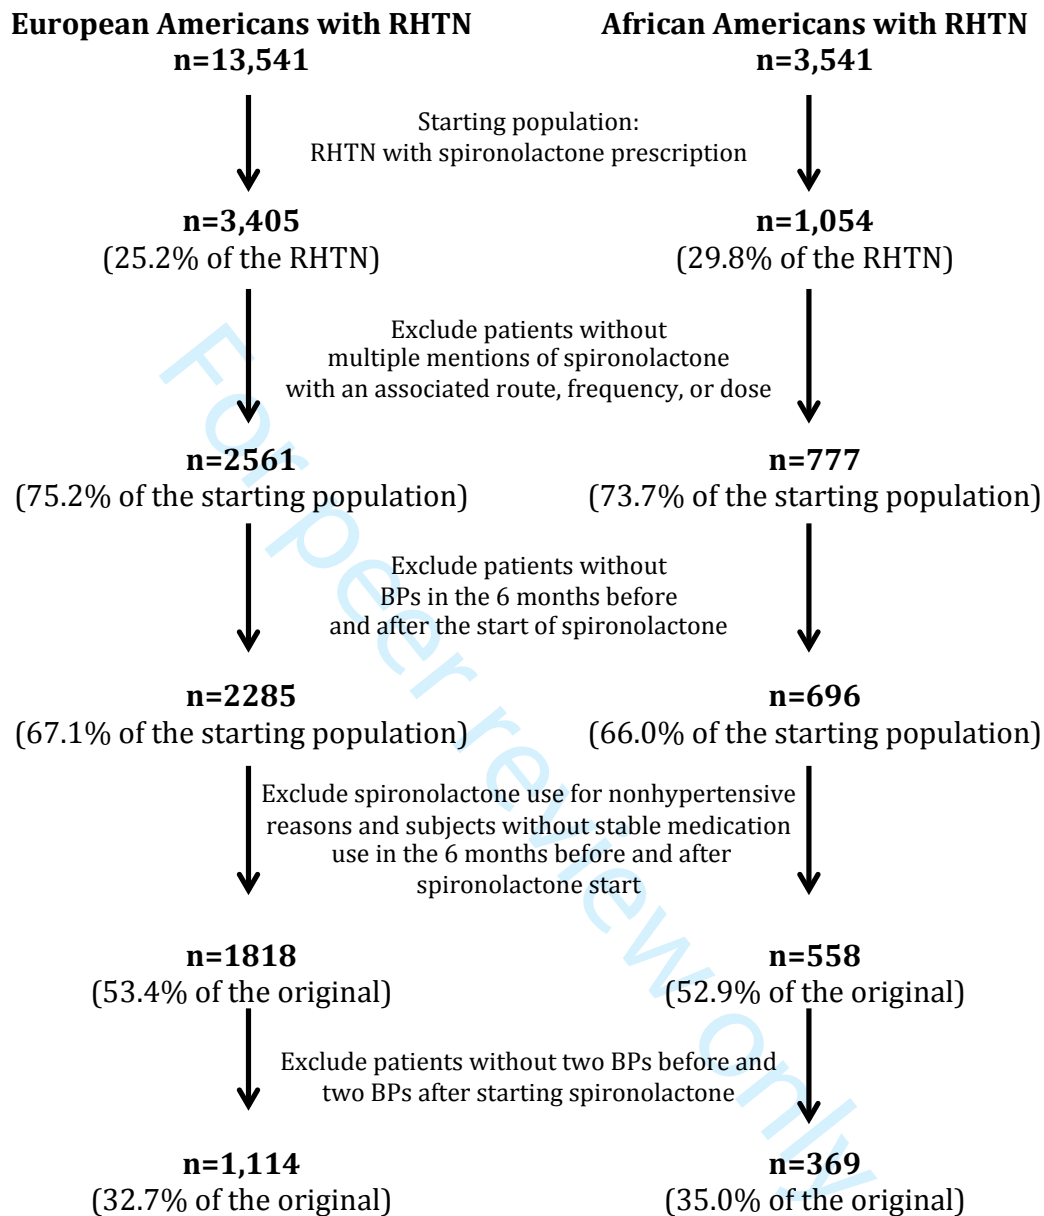 European Americans with RHTN
n=13,541
African Americans with RHTN
n=3,541
Starting population:
RHTN with spironolactone prescription
n=3,405
(25.2% of the RHTN)
n=1,054
(29.8% of the RHTN)
Exclude patients without
multiple mentions of spironolactone
with an associated route, frequency, or dose
n=2561
(75.2% of the starting population)
n=777
(73.7% of the starting population)
Exclude patients without
BPs in the 6 months before
and after the start of spironolactone
n=2285
(67.1% of the starting population)
n=696
(66.0% of the starting population)
Exclude spironolactone use for nonhypertensive
reasons and subjects without stable medication
use in the 6 months before and after
spironolactone start
n=1818
(53.4% of the original)
n=558
(52.9% of the original)
Exclude patients without two BPs before and
two BPs after starting spironolactone
n=1,114
(32.7% of the original)
n=369
(35.0% of the original)
For peer review only